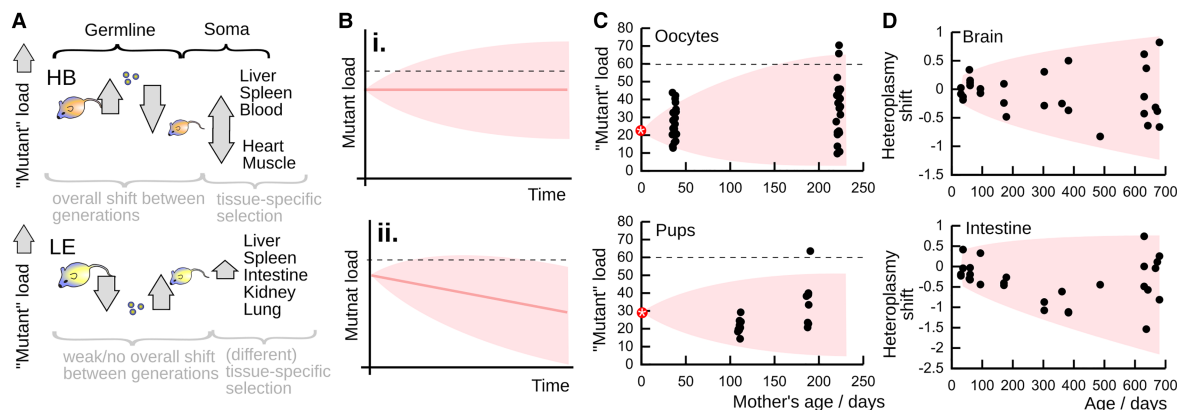 A
Germline
Soma
"Mutant" load
HB
Liver
Spleen
Blood
Heart
Muscle
overall shift between
generations
tissue-specific
selection
"Mutant" load
LE
Liver
Spleen
Intestine
Kidney
Lung
weak/no overall shift
between generations
(different)
tissue-specific
selection
B
i.
Mutant load
Time
ii.
Mutnat load
Time
C
Oocytes
"Mutant" load
80
70
60
50
40
30
20
10
0
0 50 100 150 200 250
Pups
"Mutant" load
80
70
60
50
40
30
20
10
0
0 50 100 150 200 250
Mother's age / days
D
Brain
Heteroplasmy
shift
1
0.5
0
-0.5
-1
-1.5
0 100 200 300 400 500 600 700
Intestine
Heteroplasmy
shift
1
0.5
0
-0.5
-1
-1.5
-2
-2.5
0 100 200 300 400 500 600 700
Age / days